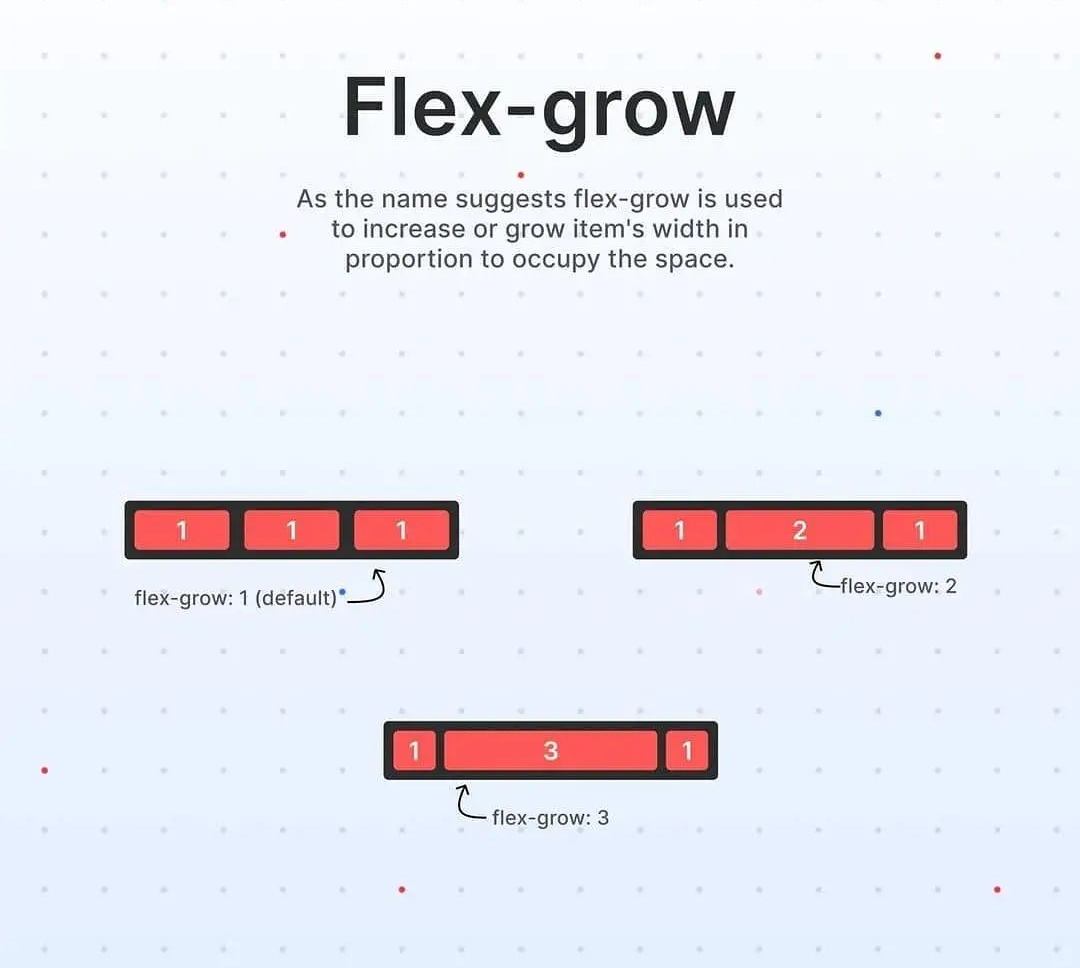 Flex-grow
As the name suggests flex-grow is used
to increase or grow item's width in
proportion to occupy the space.
1 1 1
flex-grow: 1 (default)
1 2 1
flex-grow: 2
1 3 1
flex-grow: 3